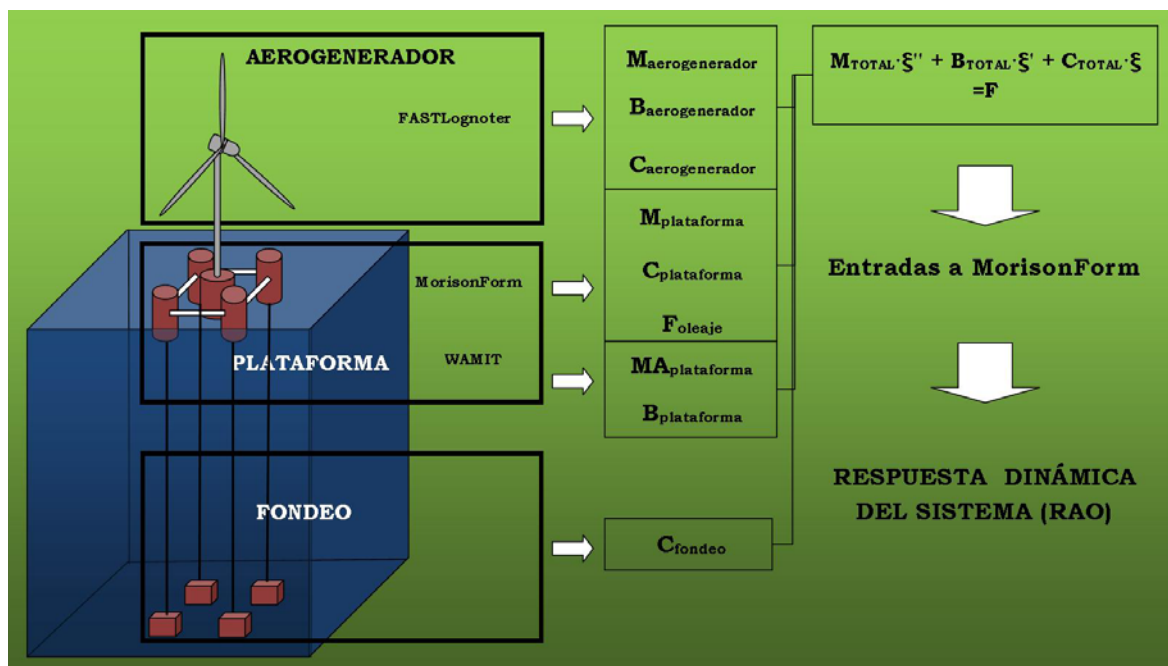 AEROGENERADOR
FASTLognoter
Maerogenerador
Baerogenerador
Caerogenerador
MTOTAL·ξ'' + BTOTAL·ξ' + CTOTAL·ξ
=F
Mplataforma
Cplataforma
Foleaje
MorisonForm
WAMIT
PLATAFORMA
MAplataforma
Bplataforma
Entradas a MorisonForm
FONDEO
Cfondeo
RESPUESTA DINÁMICA
DEL SISTEMA (RAO)